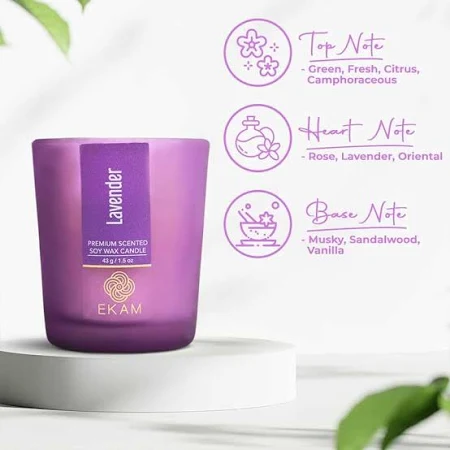 Lavender
PREMIUM SCENTED
SOY WAX CANDLE
43 g / 1.5 oz
EKAM
Top Note
- Green, Fresh, Citrus,
Camphoraceous
Heart Note
- Rose, Lavender, Oriental
Base Note
- Musky, Sandalwood,
Vanilla